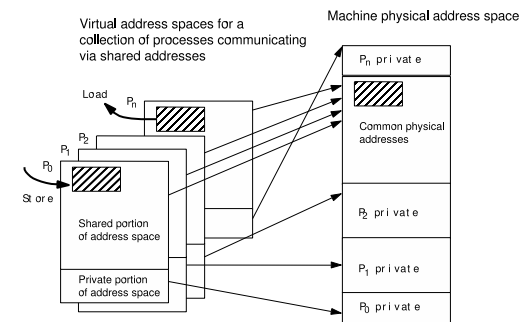 Virtual address spaces for a
collection of processes communicating
via shared addresses
Machine physical address space
Load
Pn
P2
P1
P0
Store
Shared portion
of address space
Private portion
of address space
Pn private
Common physical
addresses
P2 private
P1 private
P0 private